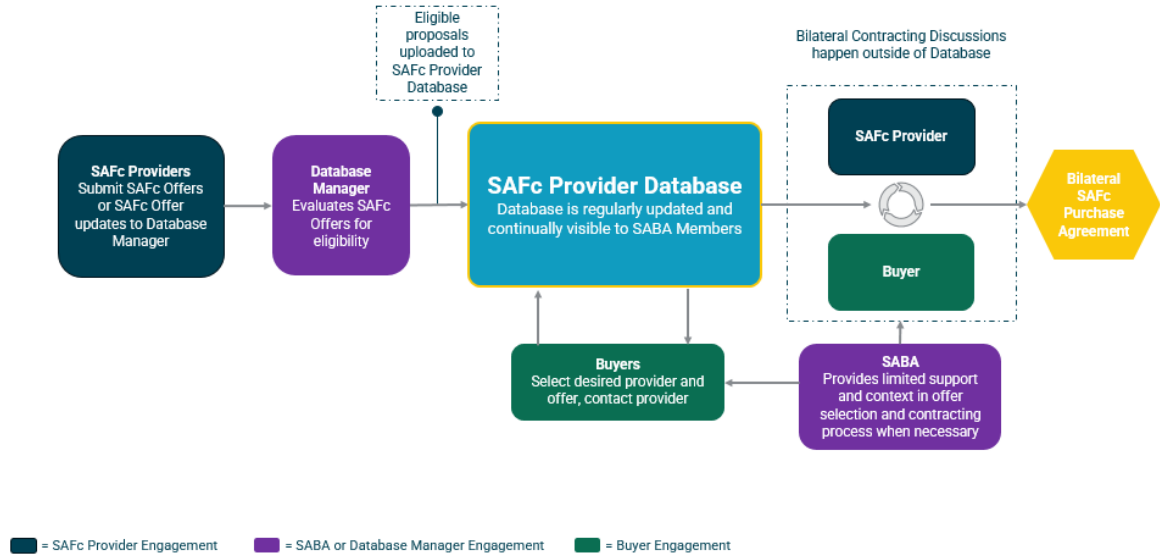 Eligible
proposals
uploaded to
SAFc Provider
Database
Bilateral Contracting Discussions
happen outside of Database
SAFc Providers
Submit SAFc Offers
or SAFc Offer
updates to Database
Manager
Database
Manager
Evaluates SAFc
Offers for
eligibility
SAFc Provider Database
Database is regularly updated and
continually visible to SABA Members
SAFc Provider
Buyer
Bilateral
SAFc
Purchase
Agreement
Buyers
Select desired provider and
offer, contact provider
SABA
Provides limited support
and context in offer
selection and contracting
process when necessary
= SAFc Provider Engagement
= SABA or Database Manager Engagement
= Buyer Engagement